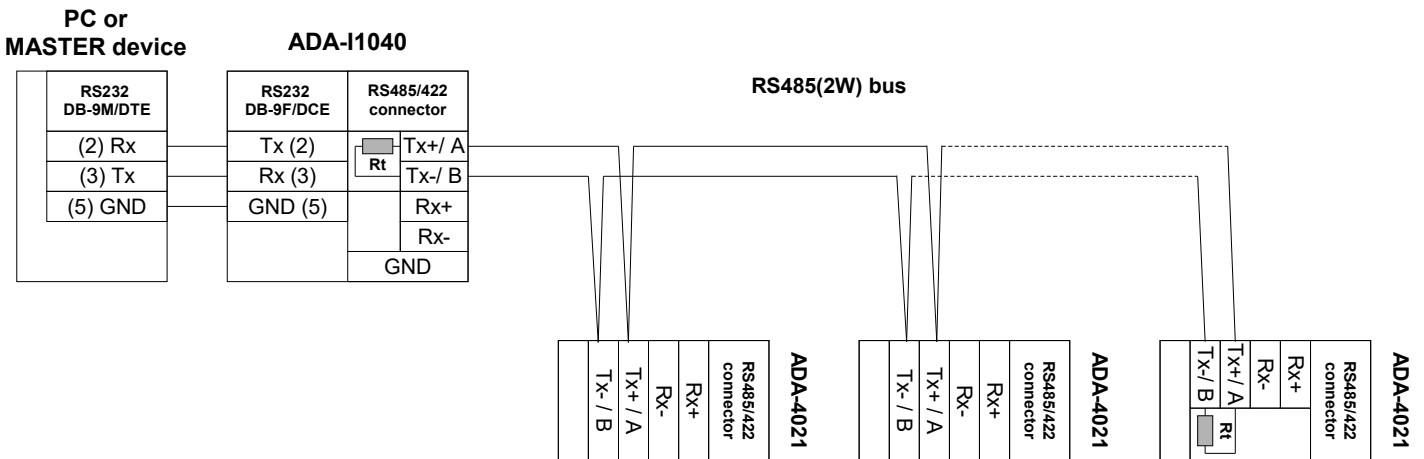 PC or
MASTER device
ADA-I1040
RS485(2W) bus
RS232
DB-9M/DTE
(2) Rx
(3) Tx
(5) GND
RS232
DB-9F/DCE
Tx (2)
Rx (3)
GND (5)
RS485/422
connector
Rt
Tx+/ A
Tx-/ B
Rx+
Rx-
GND
ADA-4021
RS485/422
connector
Rx+
Rx-
Tx+ / A
Tx- / B
ADA-4021
RS485/422
connector
Rx+
Rx-
Tx+ / A
Tx- / B
ADA-4021
RS485/422
connector
Rx+
Rx-
Tx+/ A
Tx-/ B
Rt